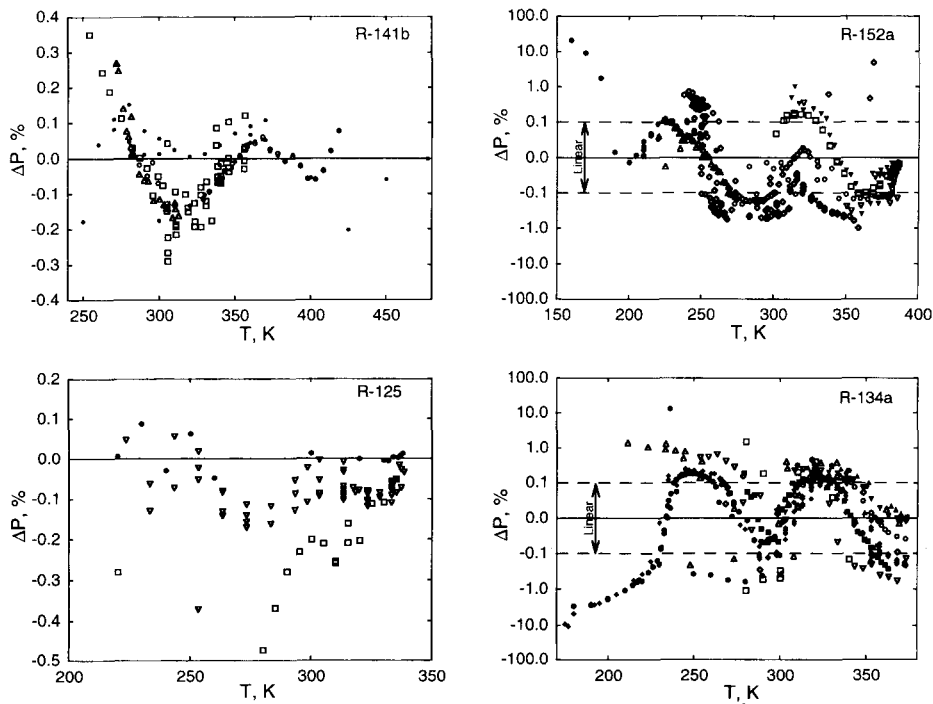 R-141b
0.4
0.3
0.2
0.1
0.0
-0.1
-0.2
-0.3
-0.4
ΔP, %
250 300 350 400 450
T, K
R-152a
100.0
10.0
1.0
0.1
0.0
-0.1
-1.0
-10.0
-100.0
ΔP, %
Linear
150 200 250 300 350 400
T, K
R-125
0.2
0.1
0.0
-0.1
-0.2
-0.3
-0.4
-0.5
ΔP, %
200 250 300 350
T, K
R-134a
100.0
10.0
1.0
0.1
0.0
-0.1
-1.0
-10.0
-100.0
ΔP, %
Linear
200 250 300 350
T, K